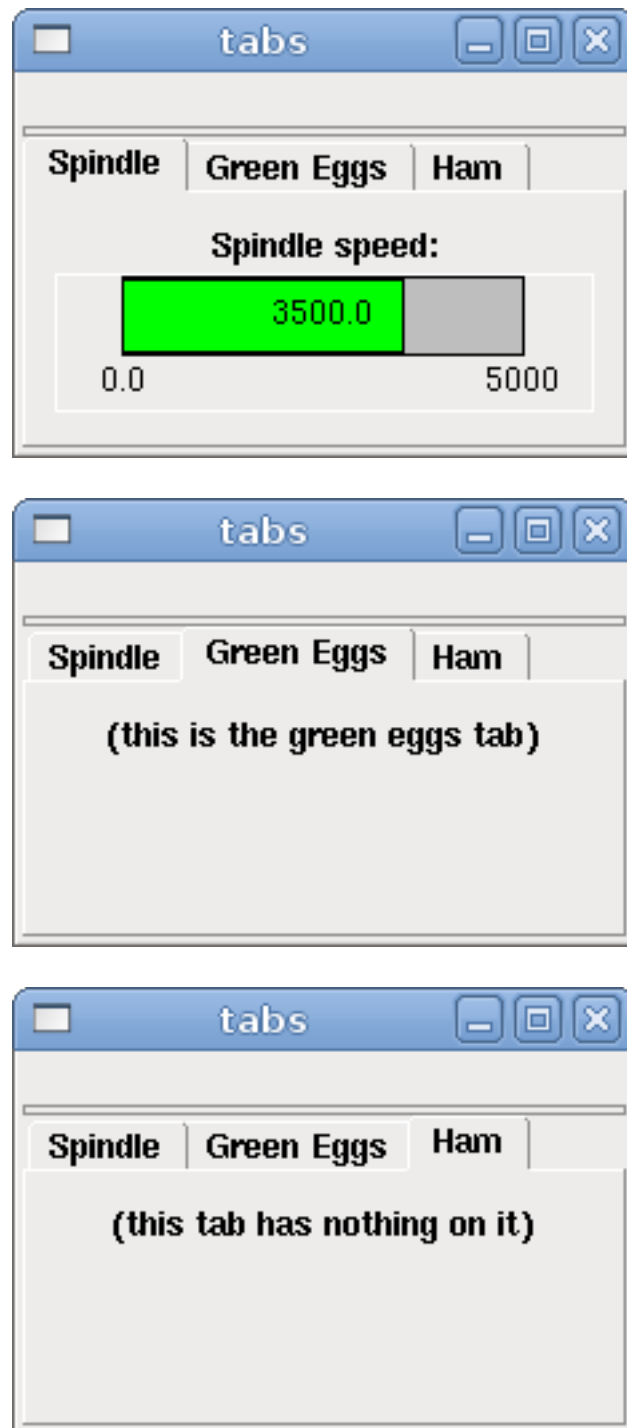 tabs
Spindle Green Eggs Ham
Spindle speed:
3500.0
0.0 5000
tabs
Spindle Green Eggs Ham
(this is the green eggs tab)
tabs
Spindle Green Eggs Ham
(this tab has nothing on it)